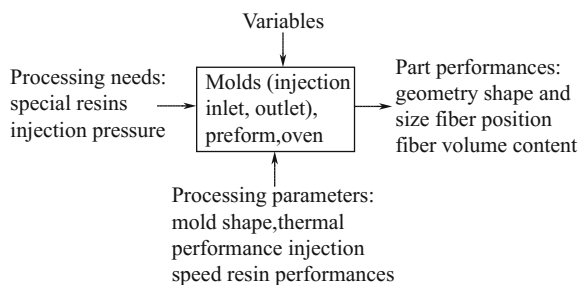 Variables
Processing needs:
special resins
injection pressure
Molds (injection
inlet, outlet),
preform,oven
Part performances:
geometry shape and
size fiber position
fiber volume content
Processing parameters:
mold shape,thermal
performance injection
speed resin performances